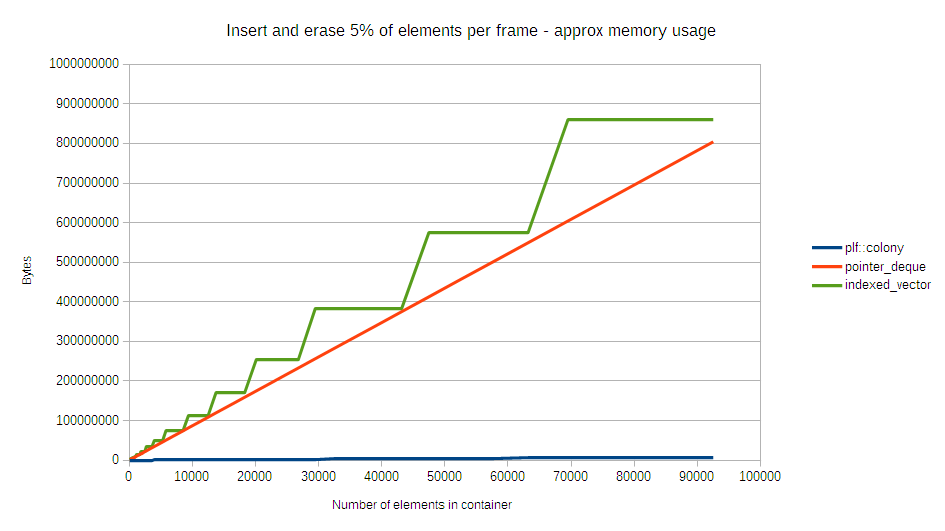 Insert and erase 5% of elements per frame - approx memory usage
1000000000
900000000
800000000
700000000
600000000
500000000
400000000
300000000
200000000
100000000
0
Bytes
0 10000 20000 30000 40000 50000 60000 70000 80000 90000 100000
Number of elements in container
plf::colony
pointer_deque
indexed_vector